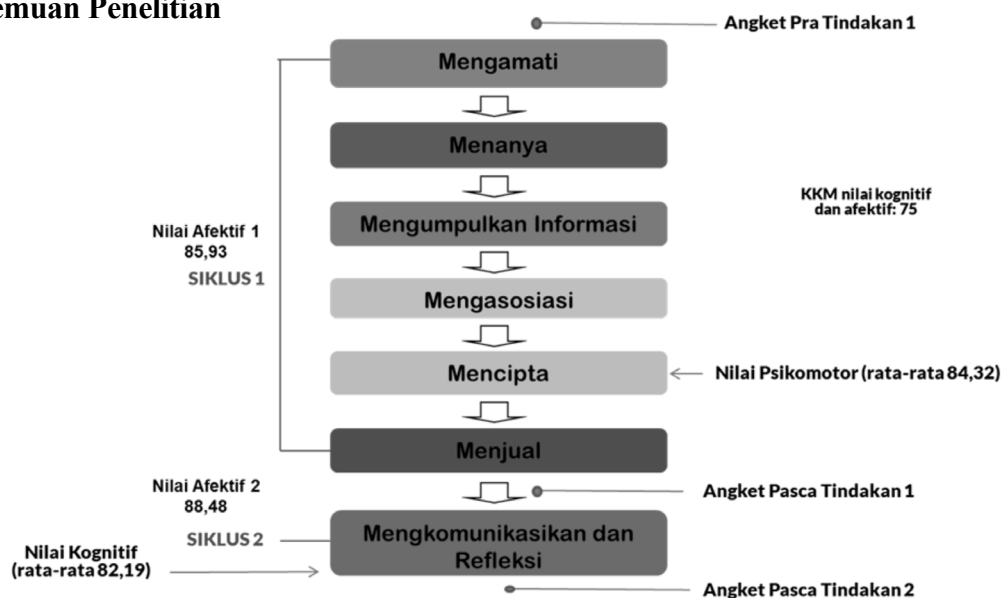 emuan Penelitian
Angket Pra Tindakan 1
Mengamati
Menanya
KKM nilai kognitif
dan afektif: 75
Mengumpulkan Informasi
Nilai Afektif 1
85,93
SIKLUS 1
Mengasosiasi
Mencipta
Nilai Psikomotor (rata-rata 84,32)
Menjual
Nilai Afektif 2
88,48
Angket Pasca Tindakan 1
SIKLUS 2
Mengkomunikasikan dan
Refleksi
Nilai Kognitif
(rata-rata 82,19)
Angket Pasca Tindakan 2